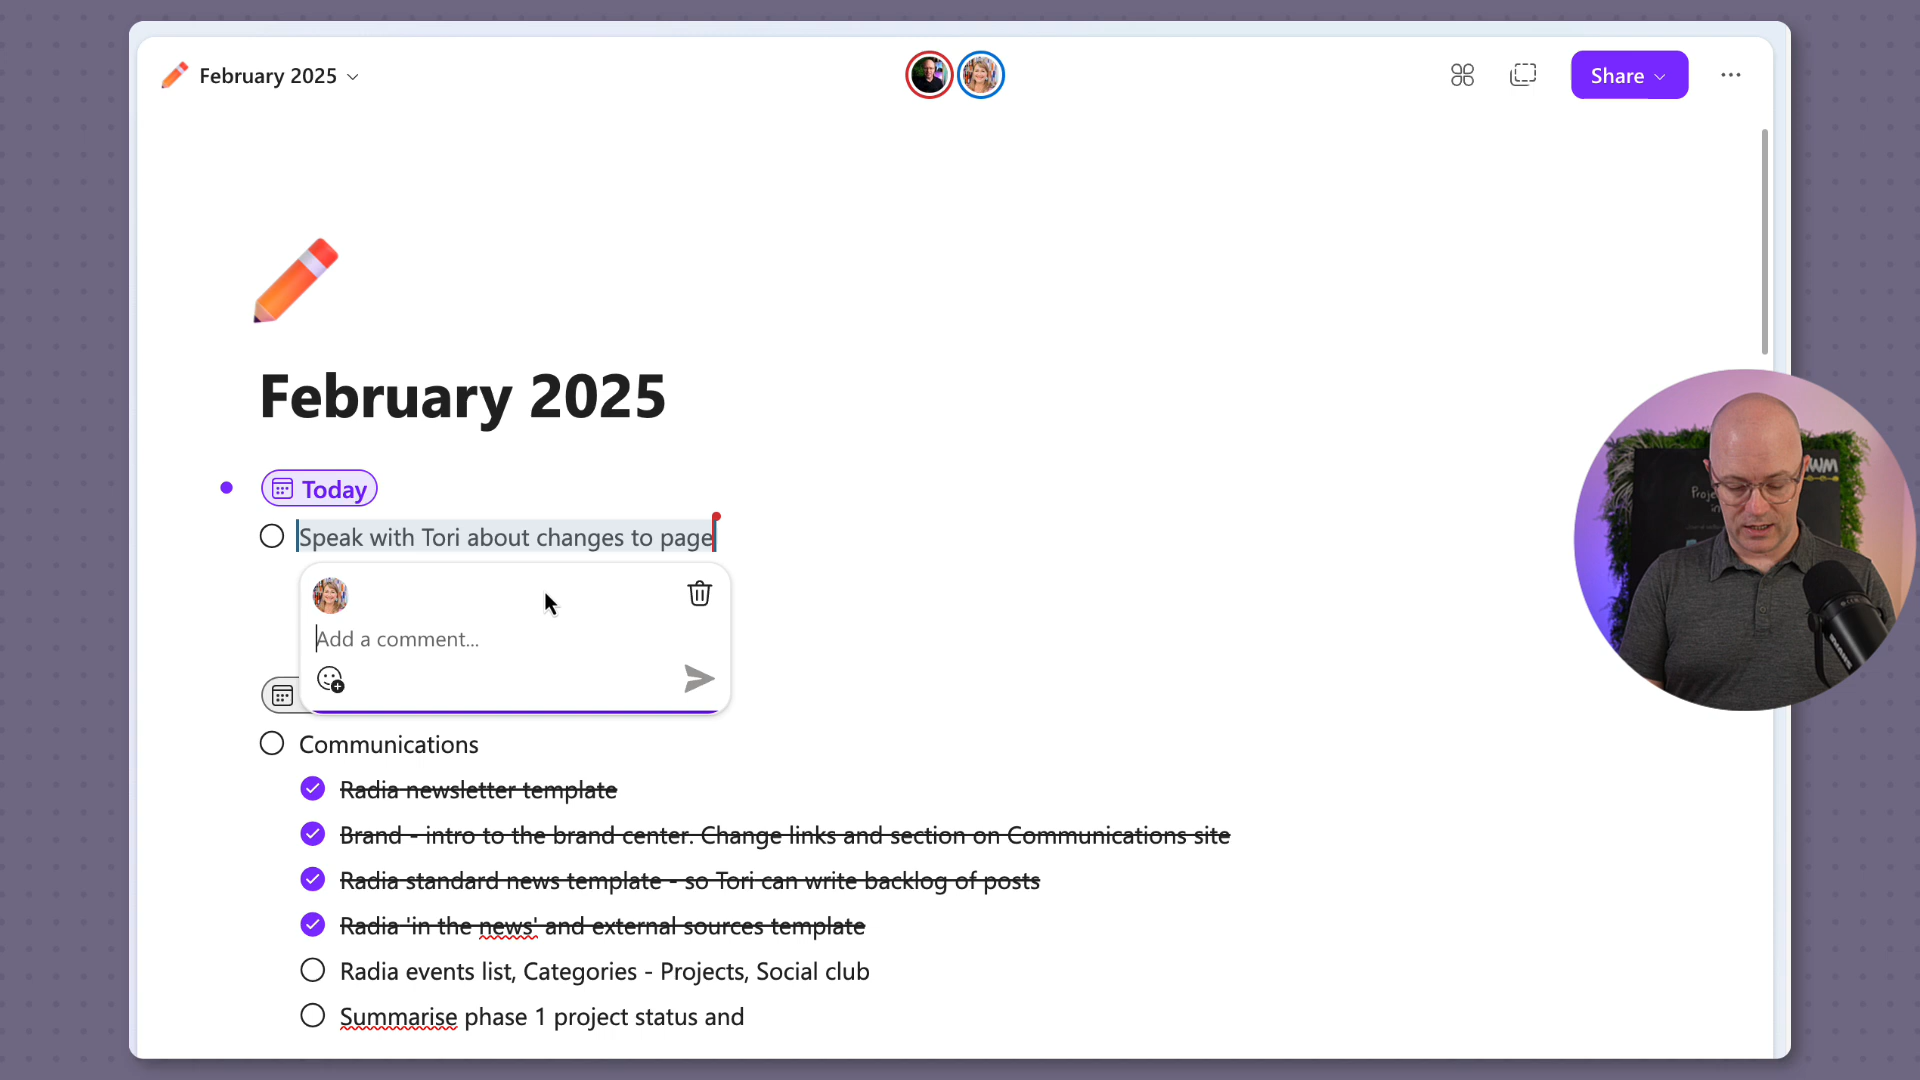 February 2025
Share
February 2025
Today
Speak with Tori about changes to page
Add a comment...
Communications
Radia newsletter template
Brand - intro to the brand center. Change links and section on Communications site
Radia standard news template - so Tori can write backlog of posts
Radia 'in the news' and external sources template
Radia events list, Categories - Projects, Social club
Summarise phase 1 project status and